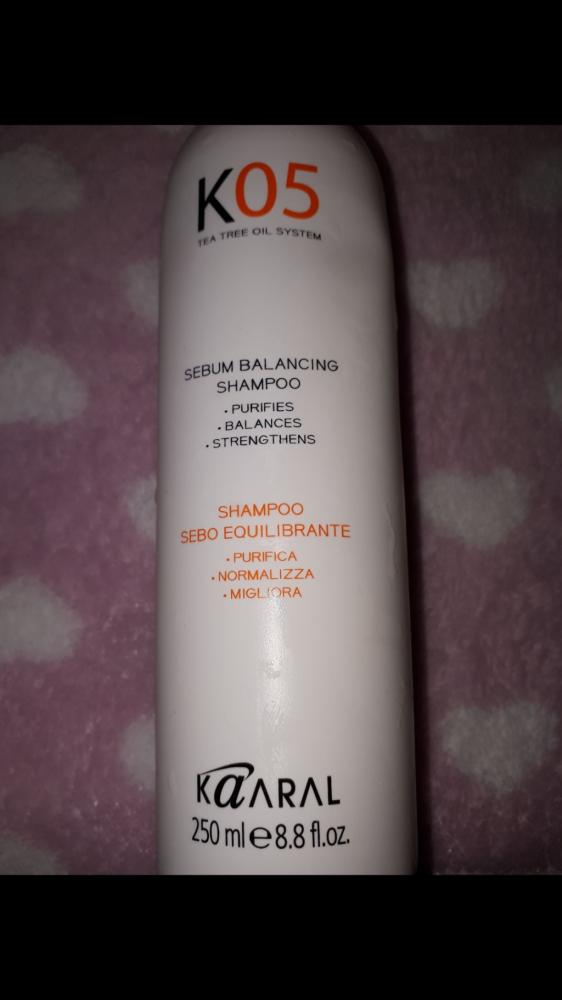 K05
TEA TREE OIL SYSTEM
SEBUM BALANCING
SHAMPOO
• PURIFIES
• BALANCES
• STRENGTHENS
SHAMPOO
SEBO EQUILIBRANTE
• PURIFICA
• NORMALIZZA
• MIGLIORA
KAARAL
250 ml e 8.8 fl.oz.